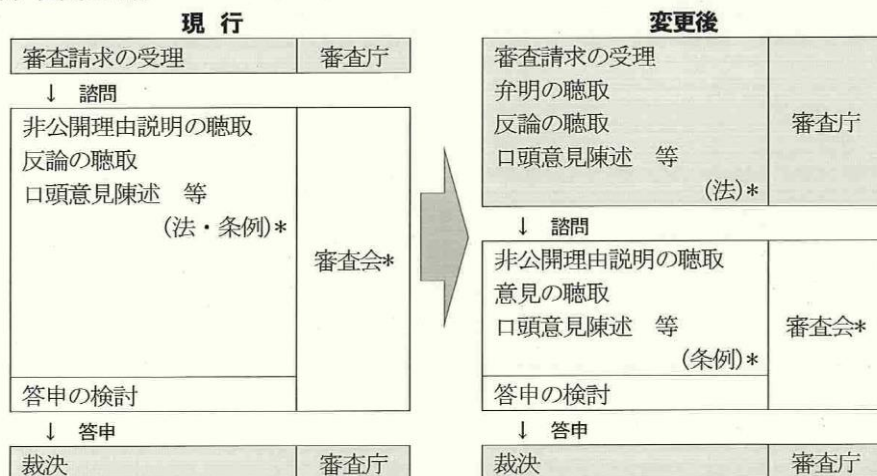 現 行
審査請求の受理 審査庁
↓ 諮問
非公開理由説明の聴取
反論の聴取
口頭意見陳述 等
(法・条例)*
審査会*
答申の検討
↓ 答申
裁決 審査庁
変更後
審査請求の受理
弁明の聴取
反論の聴取
口頭意見陳述 等
(法)*
審査庁
↓ 諮問
非公開理由説明の聴取
意見の聴取
口頭意見陳述 等
(条例)*
審査会*
答申の検討
↓ 答申
裁決 審査庁